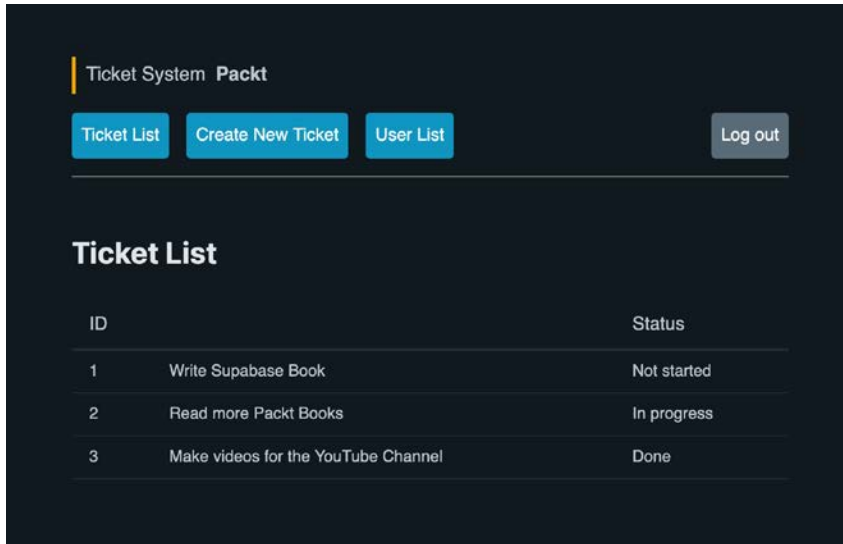 Ticket System Packt
Ticket List Create New Ticket User List Log out
Ticket List
ID Status
1 Write Supabase Book Not started
2 Read more Packt Books In progress
3 Make videos for the YouTube Channel Done